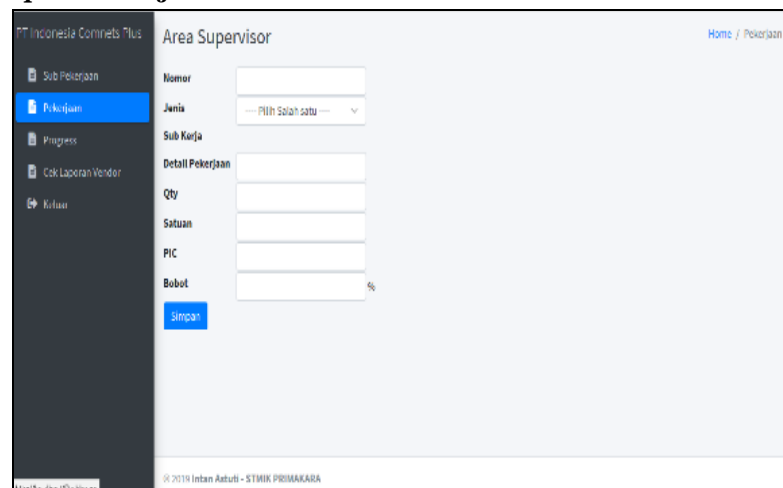 PT Indonesia Comnets Plus
Area Supervisor
Home / Pekerjaan
Sub Pekerjaan
Pekerjaan
Progress
Cek Laporan Vendor
Keluar
Nomor
Jenis
--- Pilih Salah satu ---
Sub Kerja
Detail Pekerjaan
Qty
Satuan
PIC
Bobot
%
Simpan
© 2019 Intan Astuti - STMIK PRIMAKARA